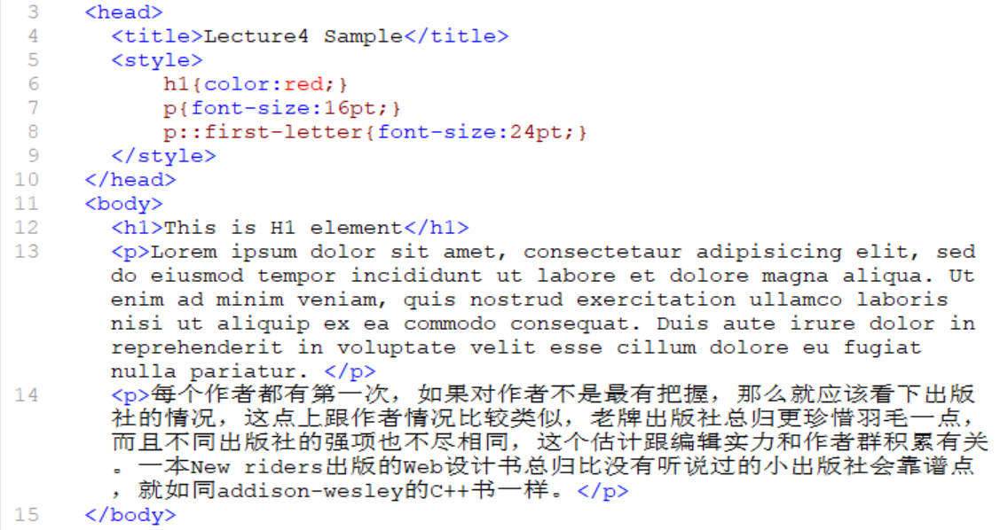 3 <head>
4 <title>Lecture4 Sample</title>
5 <style>
6 h1{color:red;}
7 p{font-size:16pt;}
8 p::first-letter{font-size:24pt;}
9 </style>
10 </head>
11 <body>
12 <h1>This is H1 element</h1>
13 <p>Lorem ipsum dolor sit amet, consectetaur adipisicing elit, sed
do eiusmod tempor incididunt ut labore et dolore magna aliqua. Ut
enim ad minim veniam, quis nostrud exercitation ullamco laboris
nisi ut aliquip ex ea commodo consequat. Duis aute irure dolor in
reprehenderit in voluptate velit esse cillum dolore eu fugiat
nulla pariatur. </p>
14 <p>每个作者都有第一次，如果对作者不是最有把握，那么就应该看下出版
社的情况，这点上跟作者情况比较类似，老牌出版社总归更珍惜羽毛一点，
而且不同出版社的强项也不尽相同，这个估计跟编辑实力和作者群积累有关
。一本New riders出版的Web设计书总归比没有听说过的小出版社会靠谱点
，就如同addison-wesley的C++书一样。</p>
15 </body>